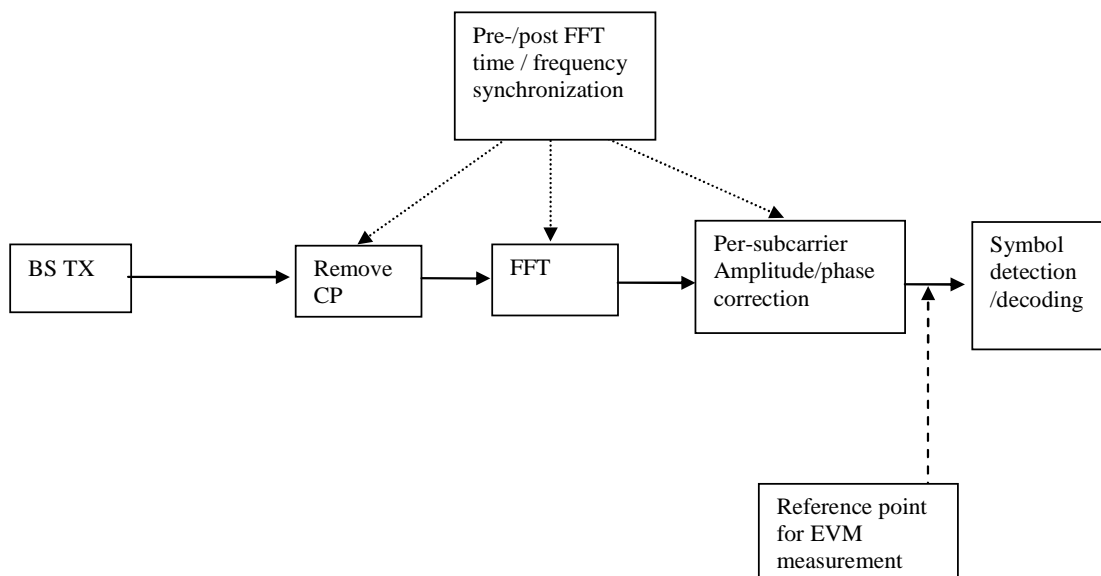 Pre-/post FFT
time / frequency
synchronization
BS TX
Remove
CP
FFT
Per-subcarrier
Amplitude/phase
correction
Symbol
detection
/decoding
Reference point
for EVM
measurement